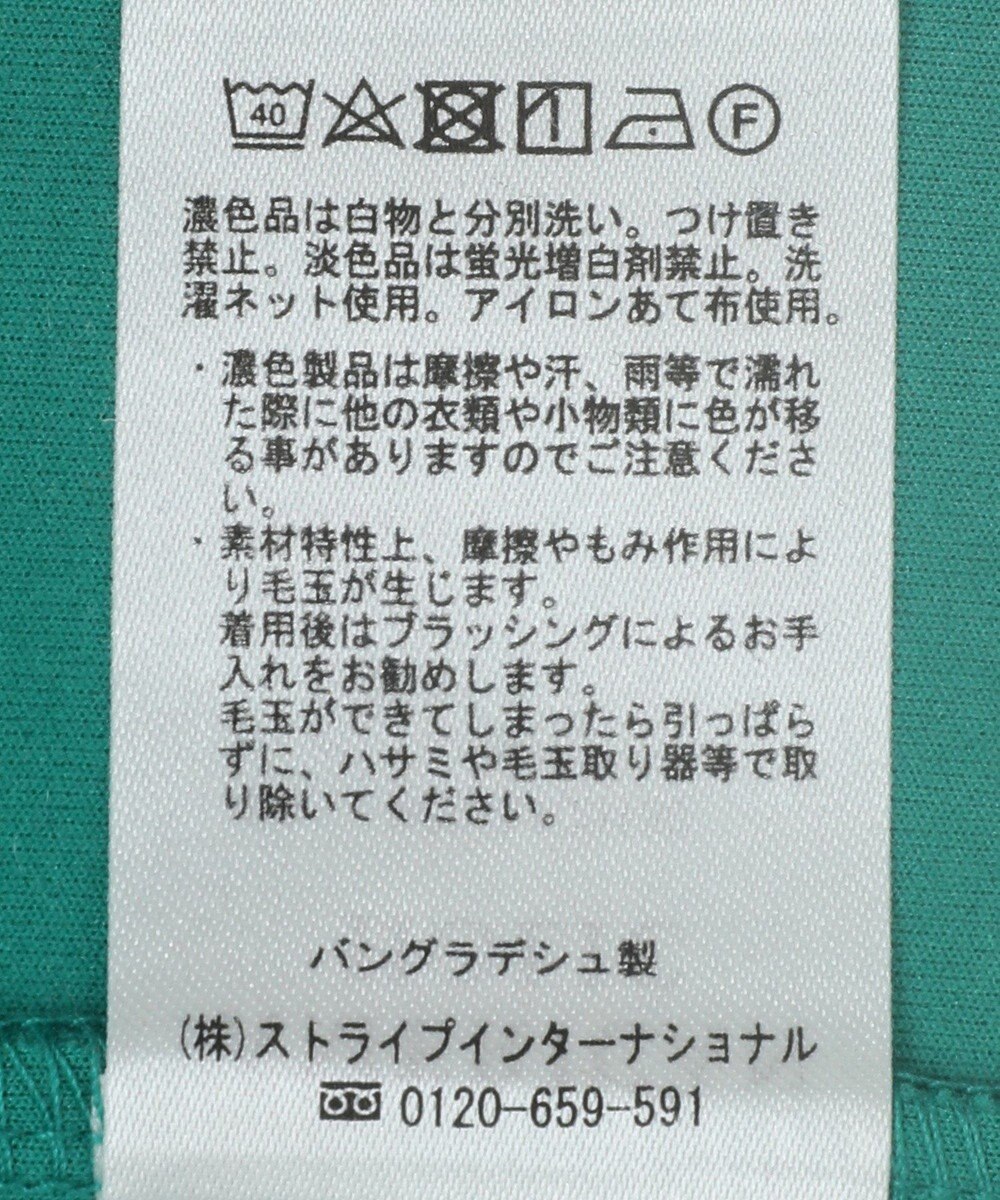 40 1 F
濃色品は白物と分別洗い。つけ置き
禁止。淡色品は蛍光増白剤禁止。洗
濯ネット使用。アイロンあて布使用。
・濃色製品は摩擦や汗、雨等で濡れ
た際に他の衣類や小物類に色が移
る事がありますのでご注意くださ
い。
・素材特性上、摩擦やもみ作用によ
り毛玉が生じます。
着用後はブラッシングによるお手
入れをお勧めします。
毛玉ができてしまったら引っぱら
ずに、ハサミや毛玉取り器等で取
り除いてください。
バングラデシュ製
(株)ストライプインターナショナル
0120-659-591